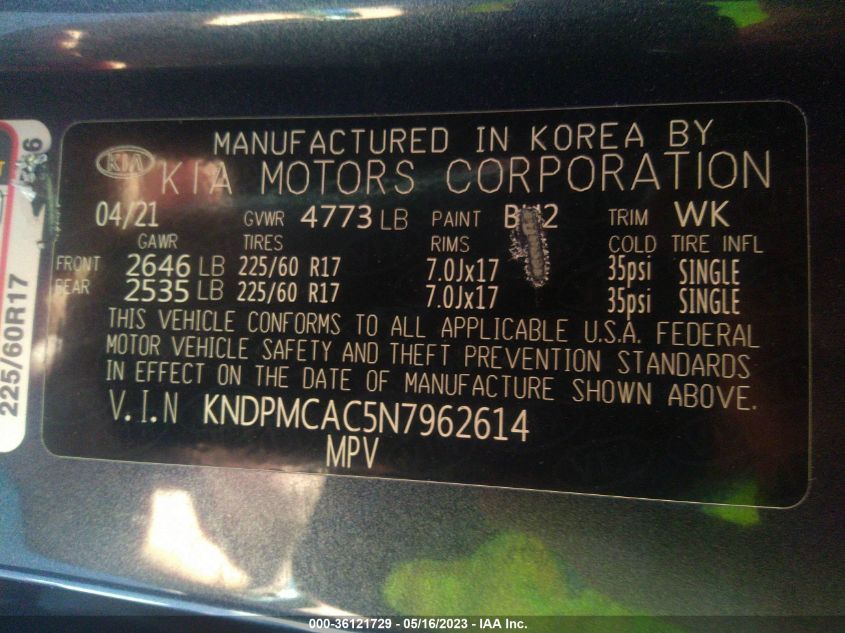 MANUFACTURED IN KOREA BY
KIA KIA MOTORS CORPORATION
04/21 GVWR 4773 LB PAINT TRIM WK
GAWR TIRES RIMS COLD TIRE INFL
FRONT 2646 LB 225/60 R17 7.0Jx17 35psi SINGLE
REAR 2535 LB 225/60 R17 7.0Jx17 35psi SINGLE
THIS VEHICLE CONFORMS TO ALL APPLICABLE U.S.A. FEDERAL
MOTOR VEHICLE SAFETY AND THEFT PREVENTION STANDARDS
IN EFFECT ON THE DATE OF MANUFACTURE SHOWN ABOVE.
V.I.N KNDPMCAC5N7962614
MPV
225/60R17
000-36121729 - 05/16/2023 - IAA Inc.